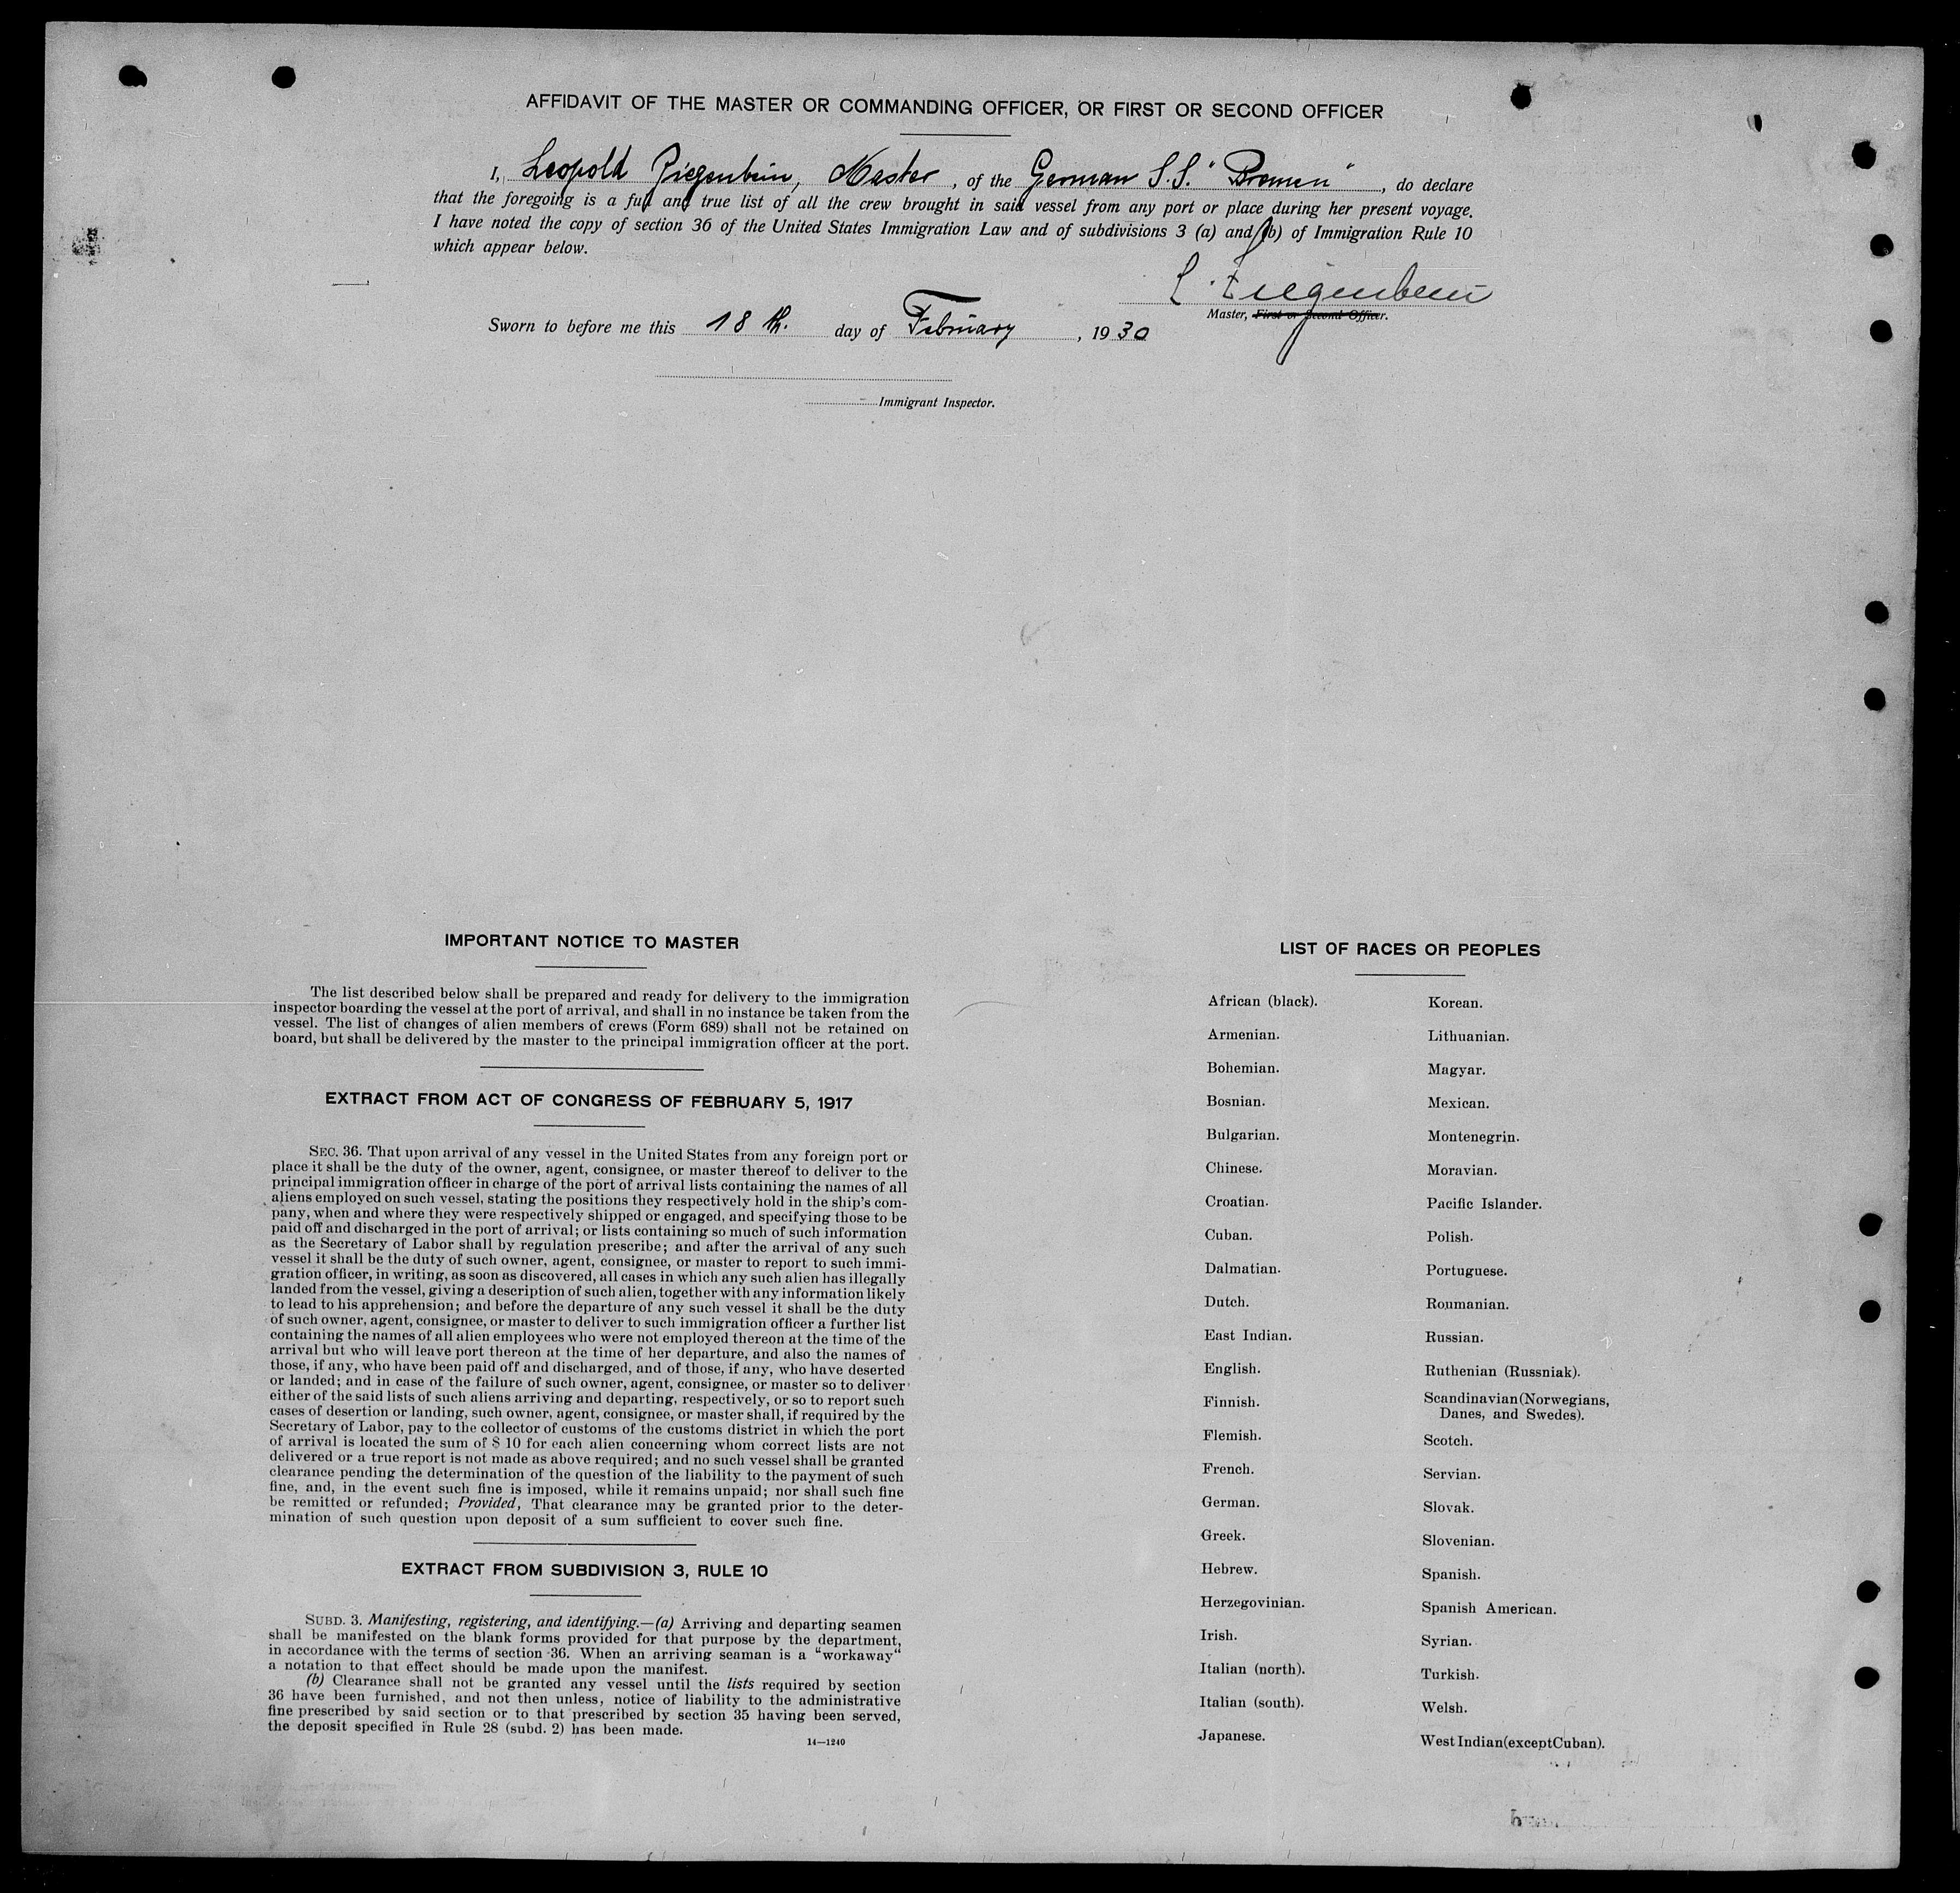 AFFIDAVIT OF THE MASTER OR COMMANDING OFFICER, OR FIRST OR SECOND OFFICER
I, Leopold Ziegenbein, Master, of the German S.S. "Bremen", do declare
that the foregoing is a full and true list of all the crew brought in said vessel from any port or place during her present voyage.
I have noted the copy of section 36 of the United States Immigration Law and of subdivisions 3 (a) and (b) of Immigration Rule 10
which appear below.
L. Ziegenbein
Master, First or Second Officer.
Sworn to before me this 18th. day of February, 1930
Immigrant Inspector.
IMPORTANT NOTICE TO MASTER
The list described below shall be prepared and ready for delivery to the immigration
inspector boarding the vessel at the port of arrival, and shall in no instance be taken from the
vessel. The list of changes of alien members of crews (Form 689) shall not be retained on
board, but shall be delivered by the master to the principal immigration officer at the port.
EXTRACT FROM ACT OF CONGRESS OF FEBRUARY 5, 1917
SEC. 36. That upon arrival of any vessel in the United States from any foreign port or
place it shall be the duty of the owner, agent, consignee, or master thereof to deliver to the
principal immigration officer in charge of the port of arrival lists containing the names of all
aliens employed on such vessel, stating the positions they respectively hold in the ship's com-
pany, when and where they were respectively shipped or engaged, and specifying those to be
paid off and discharged in the port of arrival; or lists containing so much of such information
as the Secretary of Labor shall by regulation prescribe; and after the arrival of any such
vessel it shall be the duty of such owner, agent, consignee, or master to report to such immi-
gration officer, in writing, as soon as discovered, all cases in which any such alien has illegally
landed from the vessel, giving a description of such alien, together with any information likely
to lead to his apprehension; and before the departure of any such vessel it shall be the duty
of such owner, agent, consignee, or master to deliver to such immigration officer a further list
containing the names of all alien employees who were not employed thereon at the time of the
arrival but who will leave port thereon at the time of her departure, and also the names of
those, if any, who have been paid off and discharged, and of those, if any, who have deserted
or landed; and in case of the failure of such owner, agent, consignee, or master so to deliver
either of the said lists of such aliens arriving and departing, respectively, or so to report such
cases of desertion or landing, such owner, agent, consignee, or master shall, if required by the
Secretary of Labor, pay to the collector of customs of the customs district in which the port
of arrival is located the sum of $ 10 for each alien concerning whom correct lists are not
delivered or a true report is not made as above required; and no such vessel shall be granted
clearance pending the determination of the question of the liability to the payment of such
fine, and, in the event such fine is imposed, while it remains unpaid; nor shall such fine
be remitted or refunded; Provided, That clearance may be granted prior to the deter-
mination of such question upon deposit of a sum sufficient to cover such fine.
EXTRACT FROM SUBDIVISION 3, RULE 10
SUBD. 3. Manifesting, registering, and identifying.—(a) Arriving and departing seamen
shall be manifested on the blank forms provided for that purpose by the department,
in accordance with the terms of section 36. When an arriving seaman is a "workaway"
a notation to that effect should be made upon the manifest.
(b) Clearance shall not be granted any vessel until the lists required by section
36 have been furnished, and not then unless, notice of liability to the administrative
fine prescribed by said section or to that prescribed by section 35 having been served,
the deposit specified in Rule 28 (subd. 2) has been made.
14—1240
LIST OF RACES OR PEOPLES
African (black).
Armenian.
Bohemian.
Bosnian.
Bulgarian.
Chinese.
Croatian.
Cuban.
Dalmatian.
Dutch.
East Indian.
English.
Finnish.
Flemish.
French.
German.
Greek.
Hebrew.
Herzegovinian.
Irish.
Italian (north).
Italian (south).
Japanese.
Korean.
Lithuanian.
Magyar.
Mexican.
Montenegrin.
Moravian.
Pacific Islander.
Polish.
Portuguese.
Roumanian.
Russian.
Ruthenian (Russniak).
Scandinavian (Norwegians,
Danes, and Swedes).
Scotch.
Servian.
Slovak.
Slovenian.
Spanish.
Spanish American.
Syrian.
Turkish.
Welsh.
West Indian (except Cuban).